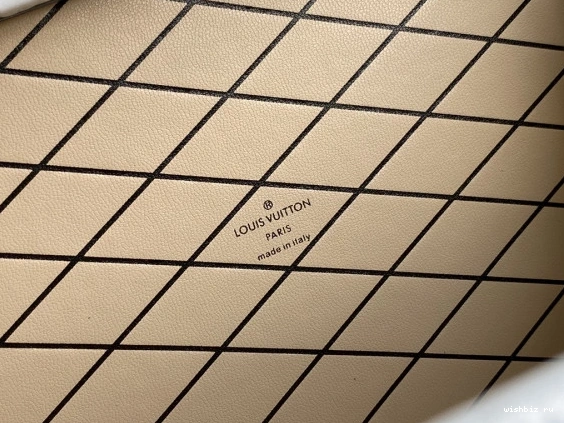 ®
LOUIS VUITTON
PARIS
made in italy
wishbiz.ru